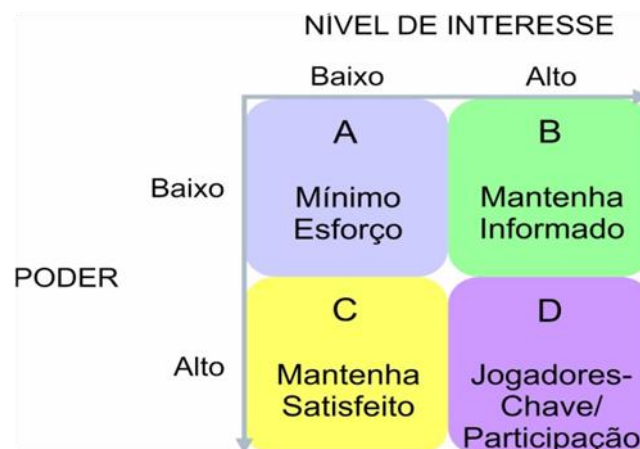 NÍVEL DE INTERESSE
Baixo
Alto
PODER
Baixo
Alto
A
Mínimo
Esforço
B
Mantenha
Informado
C
Mantenha
Satisfeito
D
Jogadores-
Chave/
Participação